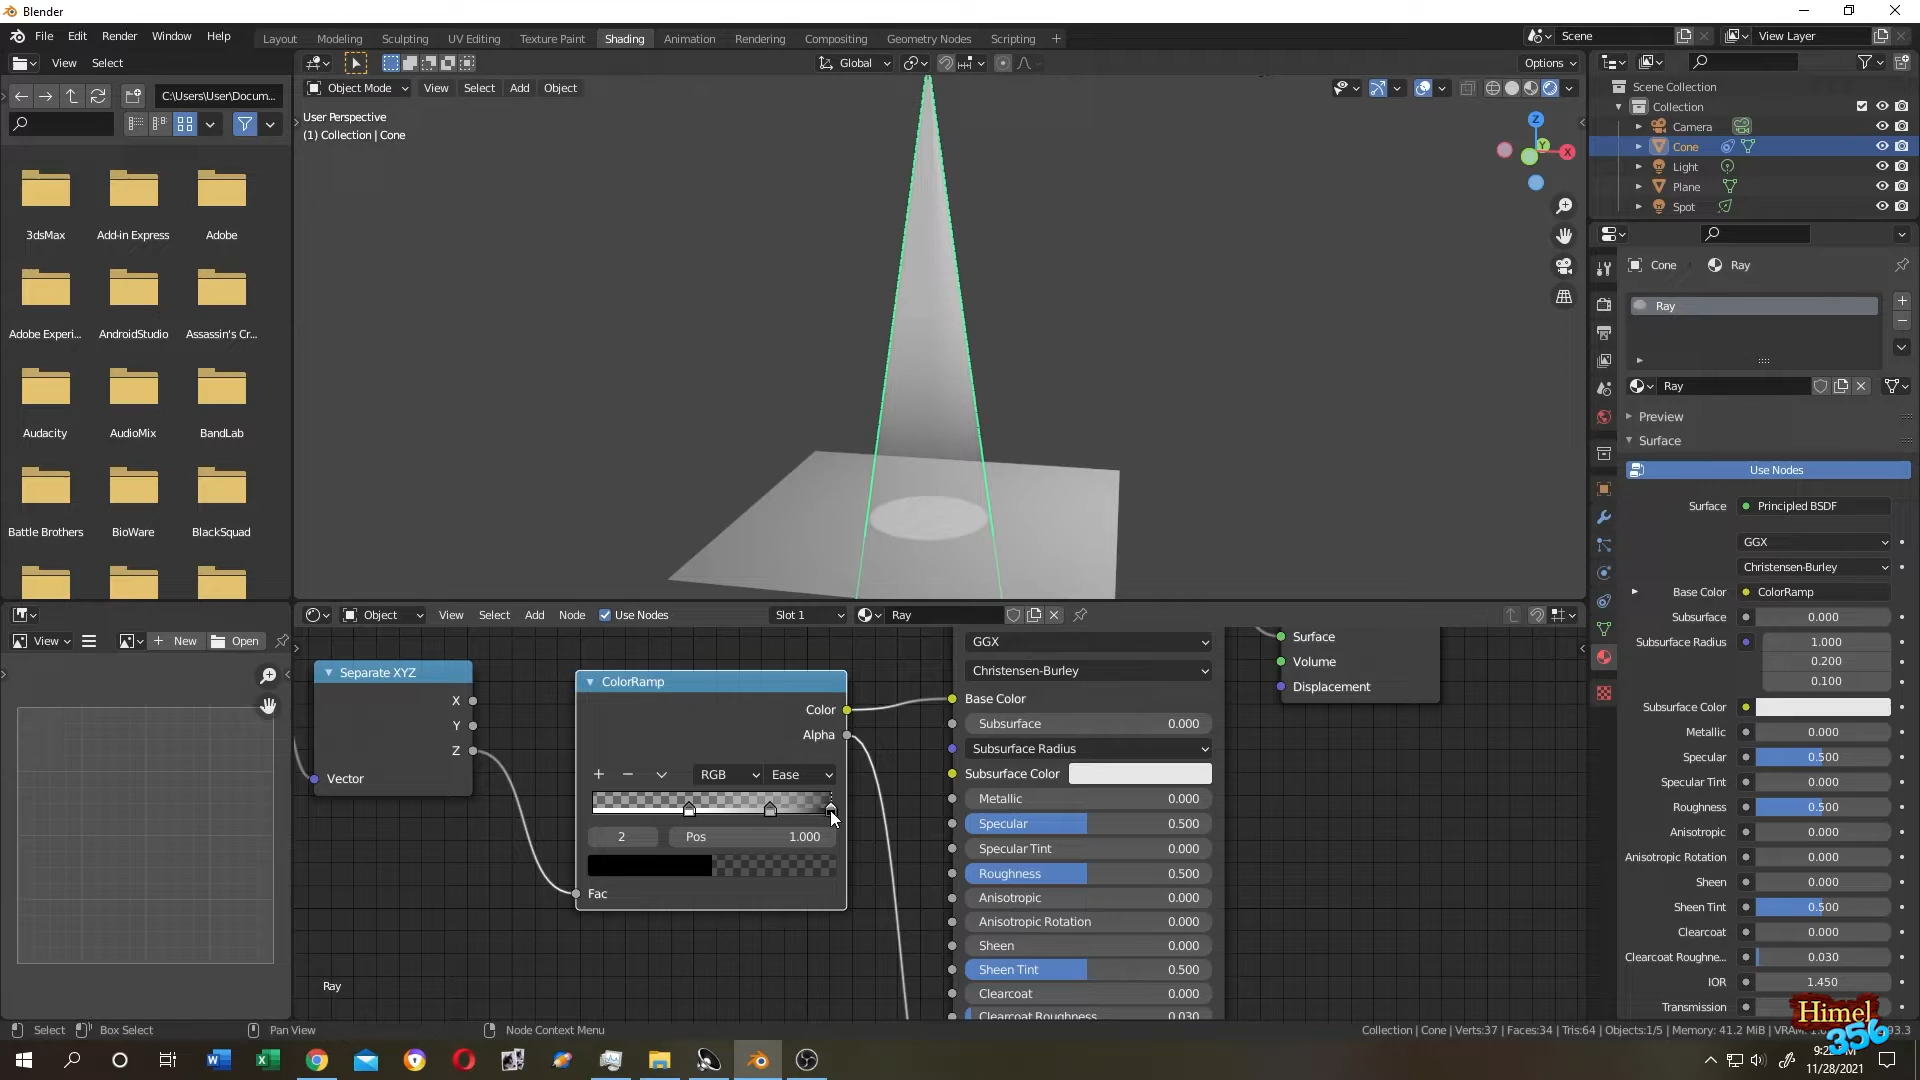 Blender
File Edit Render Window Help
Layout Modeling Sculpting UV Editing Texture Paint Shading Animation Rendering Compositing Geometry Nodes Scripting +
Scene View Layer
View Select
Global
Options
C:\Users\User\Docum...
Object Mode View Select Add Object
User Perspective
(1) Collection | Cone
Z Y X
Scene Collection
Collection
Camera
Cone
Light
Plane
Spot
3dsMax Add-in Express Adobe
Adobe Experi... AndroidStudio Assassin's Cr...
Audacity AudioMix BandLab
Battle Brothers BioWare BlackSquad
Cone Ray
Ray
Ray
Preview
Surface
Use Nodes
Surface Principled BSDF
GGX
Christensen-Burley
Base Color ColorRamp
Subsurface 0.000
Subsurface Radius 1.000
0.200
0.100
Subsurface Color
Metallic 0.000
Specular 0.500
Specular Tint 0.000
Roughness 0.500
Anisotropic 0.000
Anisotropic Rotation 0.000
Sheen 0.000
Sheen Tint 0.500
Clearcoat 0.000
Clearcoat Roughne... 0.030
IOR 1.450
Transmission
Object View Select Add Node Use Nodes Slot 1 Ray
View New Open
Separate XYZ
X
Y
Z
Vector
ColorRamp
Color
Alpha
RGB Ease
2 Pos 1.000
Fac
GGX
Christensen-Burley
Base Color
Subsurface 0.000
Subsurface Radius
Subsurface Color
Metallic 0.000
Specular 0.500
Specular Tint 0.000
Roughness 0.500
Anisotropic 0.000
Anisotropic Rotation 0.000
Sheen 0.000
Sheen Tint 0.500
Clearcoat 0.000
Clearcoat Roughness 0.030
Surface
Volume
Displacement
Ray
Select Box Select Pan View Node Context Menu
Collection | Cone | Verts:37 | Faces:34 | Tris:64 | Objects:1/5 | Memory: 41.2 MiB | VRAM:
Himel
356
11/28/2021